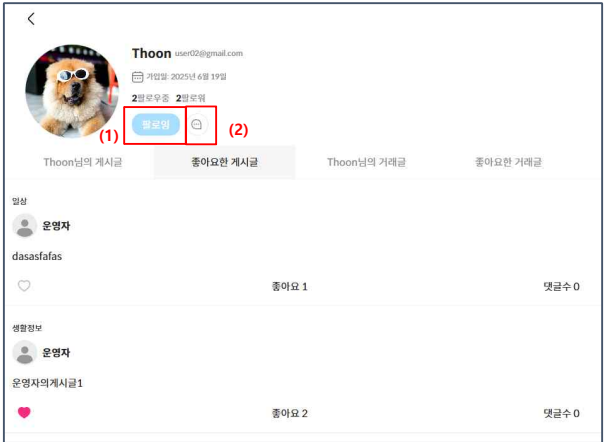 Thoon user02@gmail.com
가입일: 2025년 6월 19일
2팔로우중 2팔로워
(1) 팔로잉 (2)
Thoon님의 게시글 좋아요한 게시글 Thoon님의 거래글 좋아요한 거래글
일상
운영자
dasasfafas
좋아요 1 댓글수 0
생활정보
운영자
운영자의게시글1
좋아요 2 댓글수 0